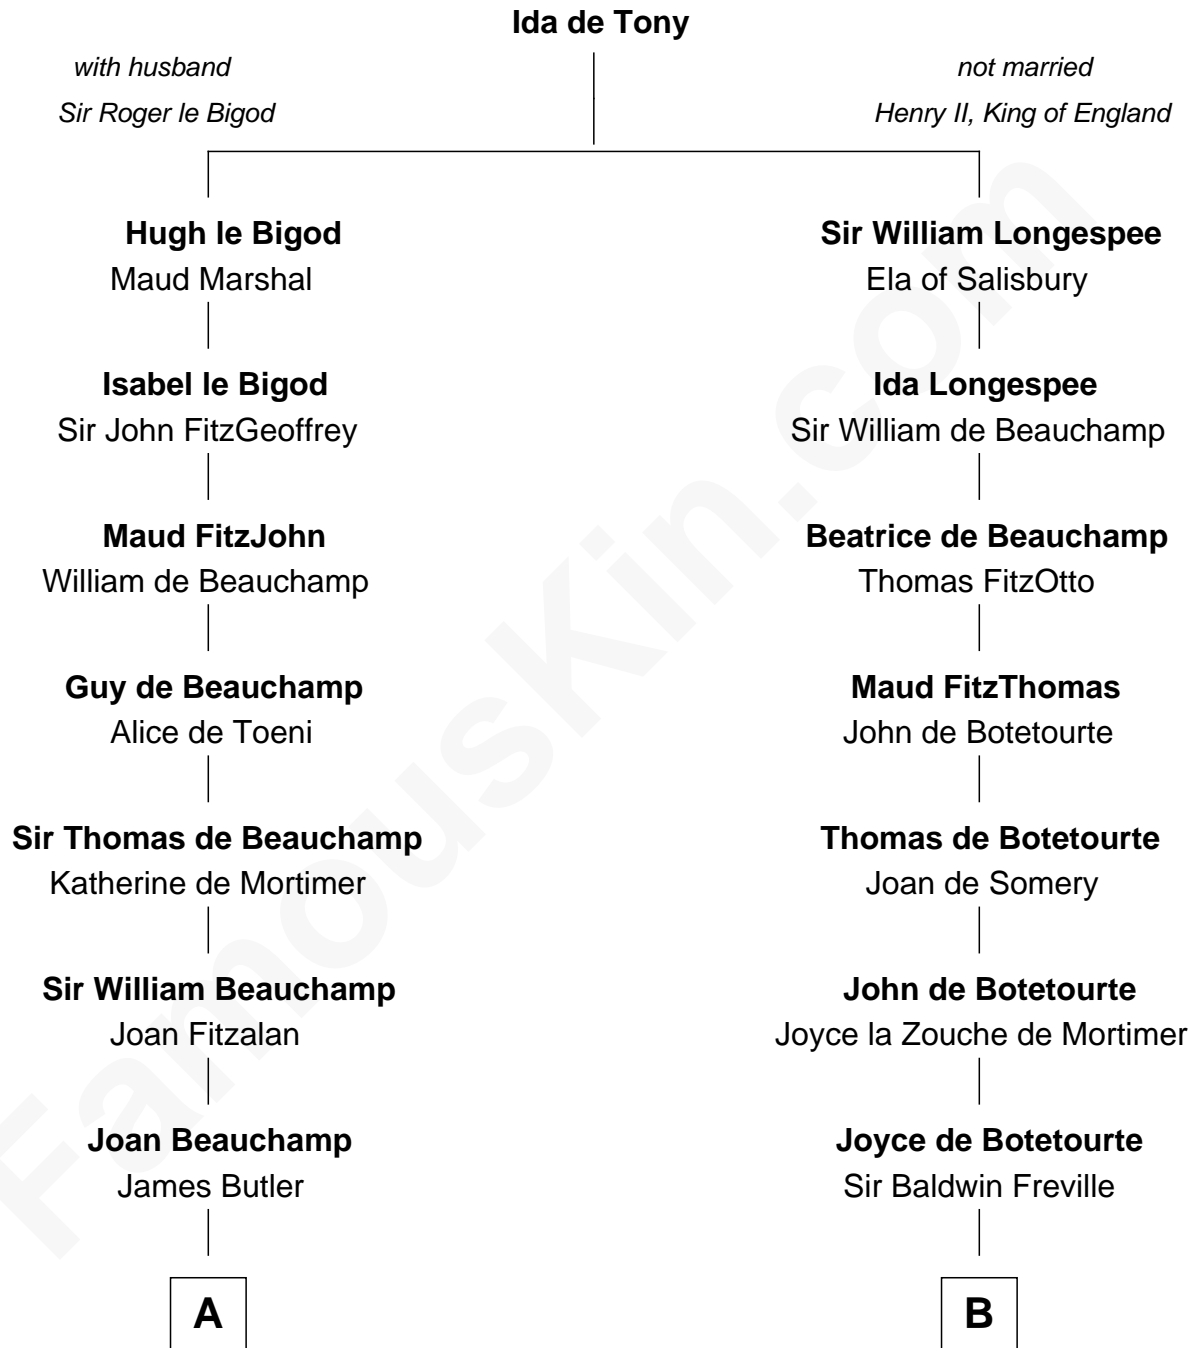 Ida de Tony
with husband
Sir Roger le Bigod
not married
Henry II, King of England
Hugh le Bigod
Maud Marshal
Sir William Longespee
Ela of Salisbury
Isabel le Bigod
Sir John FitzGeoffrey
Ida Longespee
Sir William de Beauchamp
Maud FitzJohn
William de Beauchamp
Beatrice de Beauchamp
Thomas FitzOtto
Guy de Beauchamp
Alice de Toeni
Maud FitzThomas
John de Botetourte
Sir Thomas de Beauchamp
Katherine de Mortimer
Thomas de Botetourte
Joan de Somery
Sir William Beauchamp
Joan Fitzalan
John de Botetourte
Joyce la Zouche de Mortimer
Joan Beauchamp
James Butler
Joyce de Botetourte
Sir Baldwin Freville
A
B
FamousKin.com